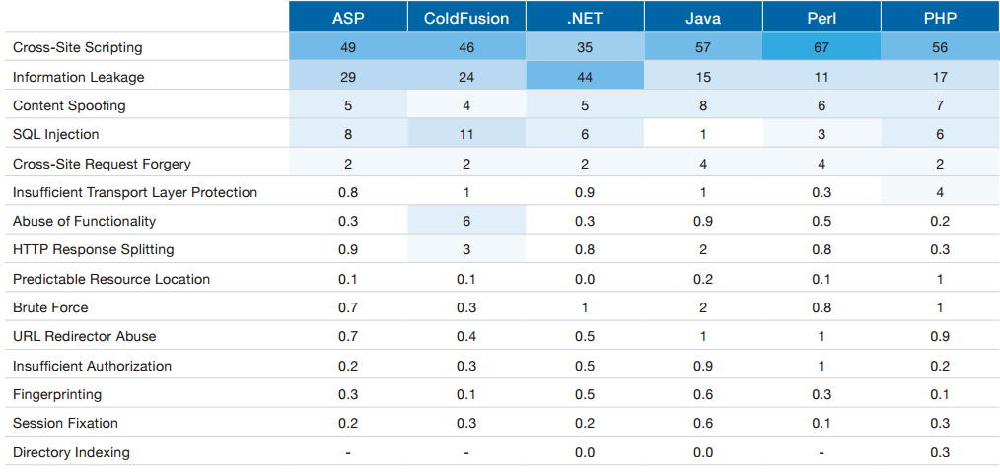 ASP ColdFusion .NET Java Perl PHP
Cross-Site Scripting 49 46 35 57 67 56
Information Leakage 29 24 44 15 11 17
Content Spoofing 5 4 5 8 6 7
SQL Injection 8 11 6 1 3 6
Cross-Site Request Forgery 2 2 2 4 4 2
Insufficient Transport Layer Protection 0.8 1 0.9 1 0.3 4
Abuse of Functionality 0.3 6 0.3 0.9 0.5 0.2
HTTP Response Splitting 0.9 3 0.8 2 0.8 0.3
Predictable Resource Location 0.1 0.1 0.0 0.2 0.1 1
Brute Force 0.7 0.3 1 2 0.8 1
URL Redirector Abuse 0.7 0.4 0.5 1 1 0.9
Insufficient Authorization 0.2 0.3 0.5 0.9 1 0.2
Fingerprinting 0.3 0.1 0.5 0.6 0.3 0.1
Session Fixation 0.2 0.3 0.2 0.6 0.1 0.3
Directory Indexing - - 0.0 0.0 - 0.3